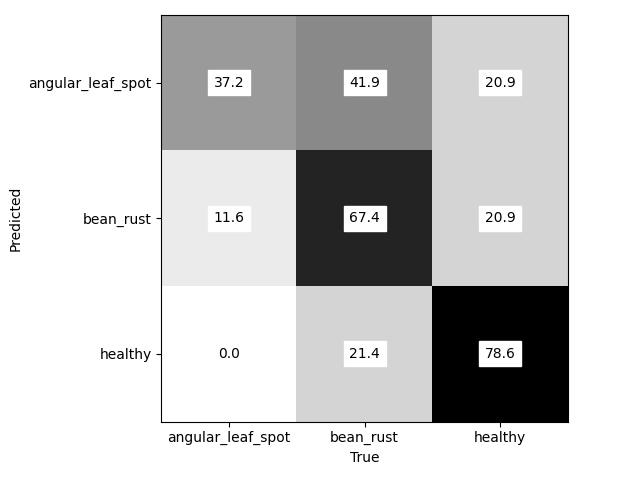 angular_leaf_spot 37.2 41.9 20.9
bean_rust 11.6 67.4 20.9
healthy 0.0 21.4 78.6
angular_leaf_spot bean_rust healthy
True
Predicted